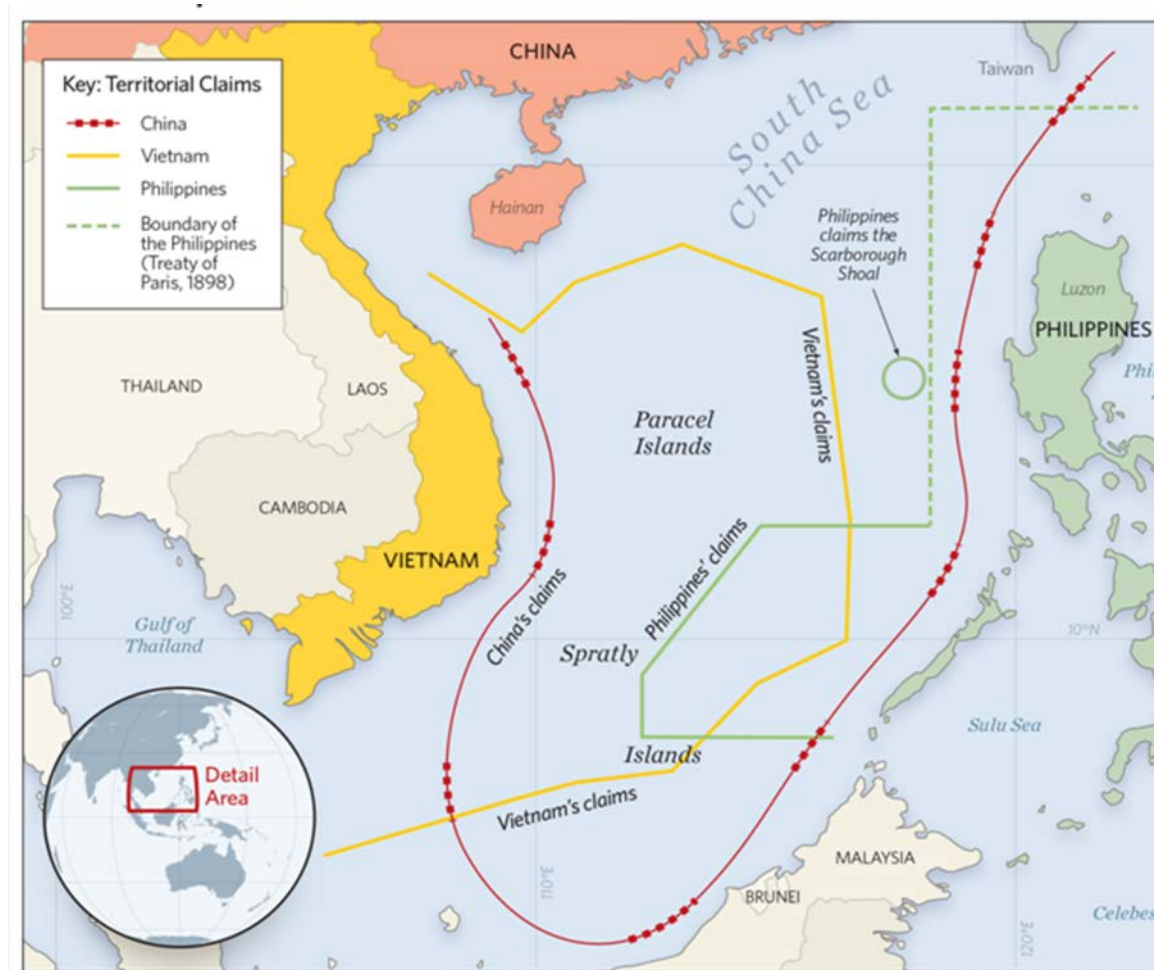 CHINA
Key: Territorial Claims
China
Vietnam
Philippines
Boundary of
the Philippines
(Treaty of
Paris, 1898)
Taiwan
South
China Sea
Hainan
Philippines
claims the
Scarborough
Shoal
Luzon
PHILIPPINES
Phil
THAILAND
LAOS
Vietnam's claims
Paracel
Islands
CAMBODIA
VIETNAM
Philippines' claims
China's claims
100°E
Gulf of
Thailand
10°N
Spratly
Islands
Sulu Sea
Detail
Area
Vietnam's claims
MALAYSIA
BRUNEI
110°E
120°E
Celebes